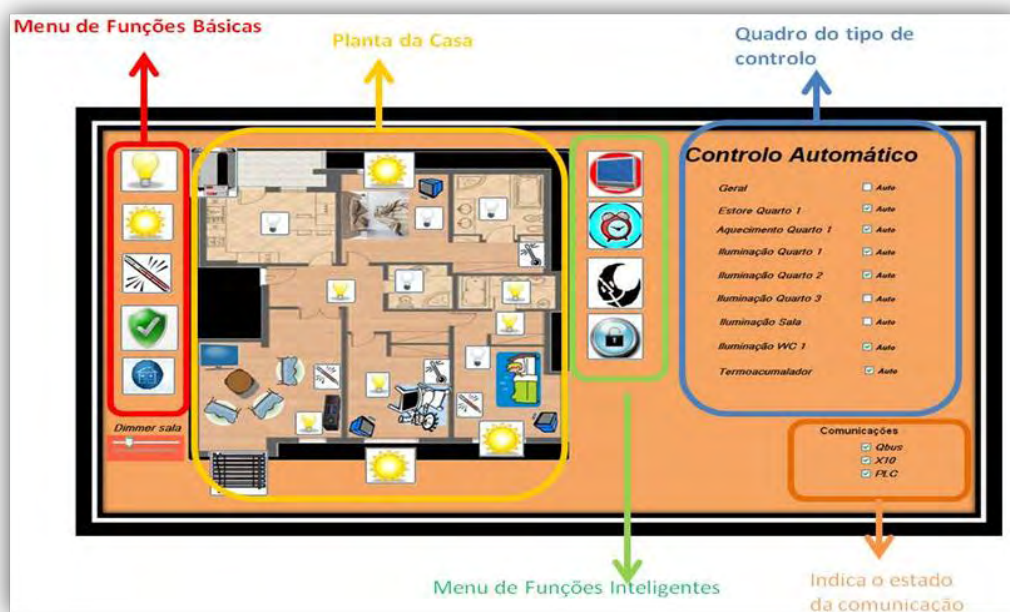 Menu de Funções Básicas
Planta da Casa
Quadro do tipo de
controlo
Controlo Automático
Geral Auto
Estore Quarto 1 Auto
Aquecimento Quarto 1 Auto
Iluminação Quarto 1 Auto
Iluminação Quarto 2 Auto
Iluminação Quarto 3 Auto
Iluminação Sala Auto
Iluminação WC 1 Auto
Termoacumalador Auto
Dimmer sala
Comunicações
Qbus
X10
PLC
Menu de Funções Inteligentes
Indica o estado
da comunicação